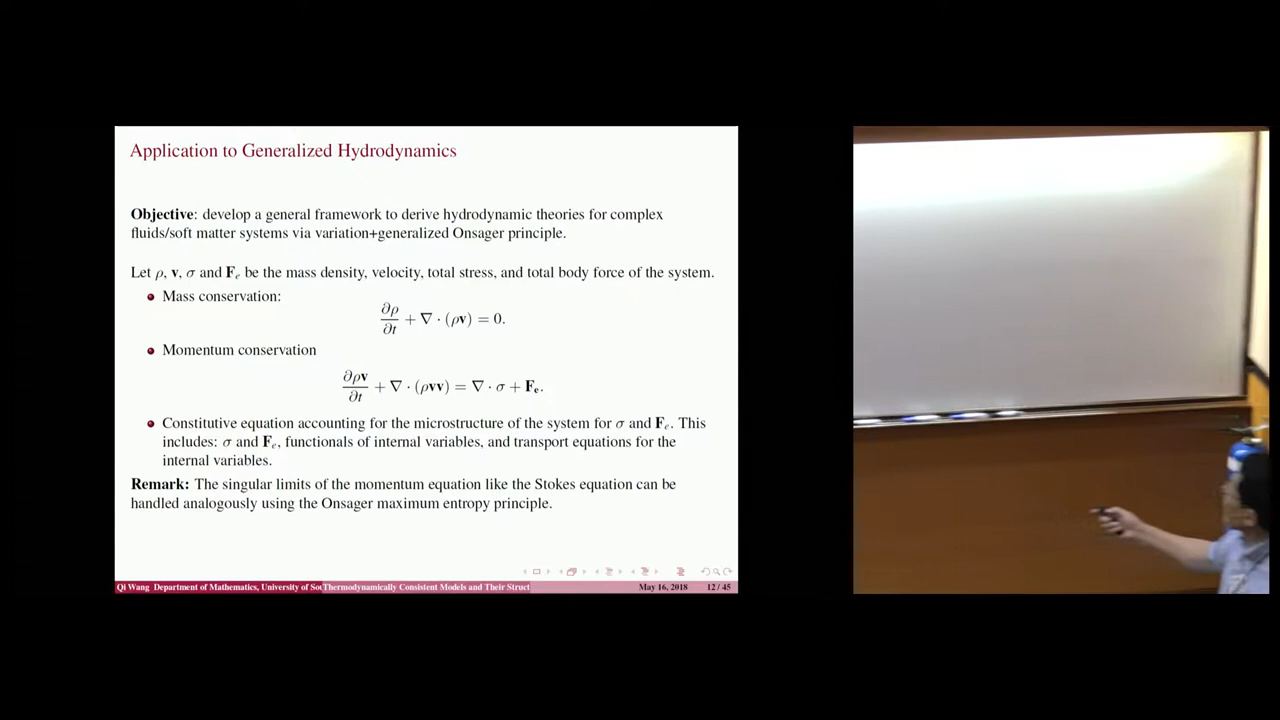 Application to Generalized Hydrodynamics
Objective: develop a general framework to derive hydrodynamic theories for complex
fluids/soft matter systems via variation+generalized Onsager principle.
Let ρ, v, σ and F_e be the mass density, velocity, total stress, and total body force of the system.
Mass conservation:
∂ρ/∂t + ∇ · (ρv) = 0.
Momentum conservation
∂ρv/∂t + ∇ · (ρvv) = ∇ · σ + F_e.
Constitutive equation accounting for the microstructure of the system for σ and F_e. This
includes: σ and F_e, functionals of internal variables, and transport equations for the
internal variables.
Remark: The singular limits of the momentum equation like the Stokes equation can be
handled analogously using the Onsager maximum entropy principle.
Qi Wang Department of Mathematics, University of Sou Thermodynamically Consistent Models and Their Struct May 16, 2018 12 / 45